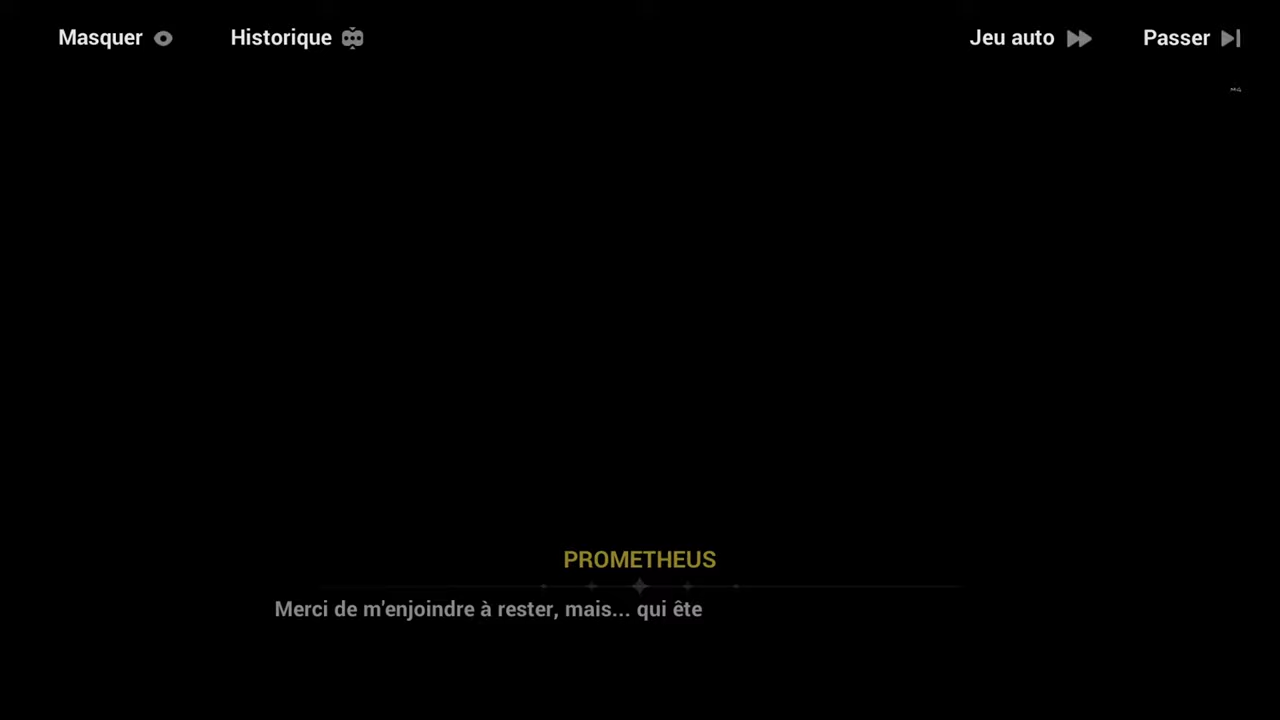 Masquer Historique Jeu auto Passer
PROMETHEUS
Merci de m'enjoindre à rester, mais... qui ête